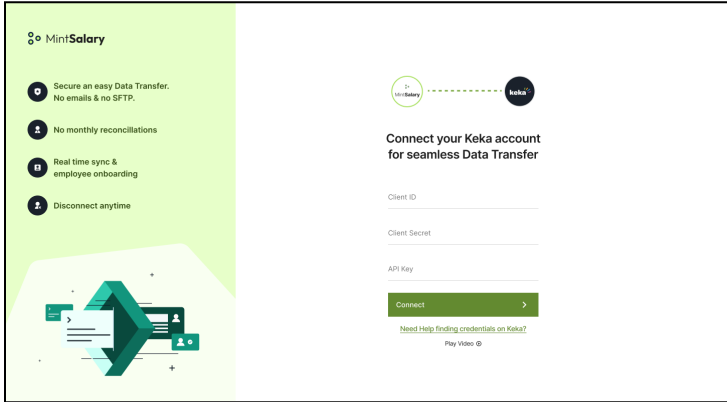 MintSalary
Secure an easy Data Transfer.
No emails & no SFTP.
No monthly reconcillations
Real time sync &
employee onboarding
Disconnect anytime
MintSalary
keka
Connect your Keka account
for seamless Data Transfer
Client ID
Client Secret
API Key
Connect
Need Help finding credentials on Keka?
Play Video